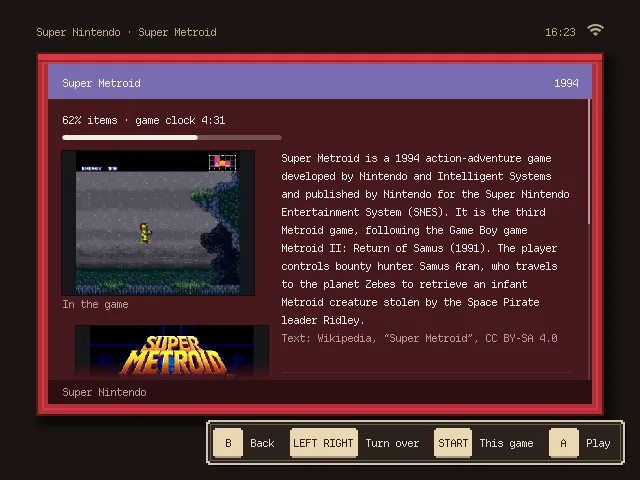 Super Nintendo · Super Metroid
16:23
Super Metroid
1994
62% items · game clock 4:31
In the game
SUPER
METROID
Super Metroid is a 1994 action-adventure game
developed by Nintendo and Intelligent Systems
and published by Nintendo for the Super Nintendo
Entertainment System (SNES). It is the third
Metroid game, following the Game Boy game
Metroid II: Return of Samus (1991). The player
controls bounty hunter Samus Aran, who travels
to the planet Zebes to retrieve an infant
Metroid creature stolen by the Space Pirate
leader Ridley.
Text: Wikipedia, “Super Metroid”, CC BY-SA 4.0
Super Nintendo
B Back LEFT RIGHT Turn over START This game A Play